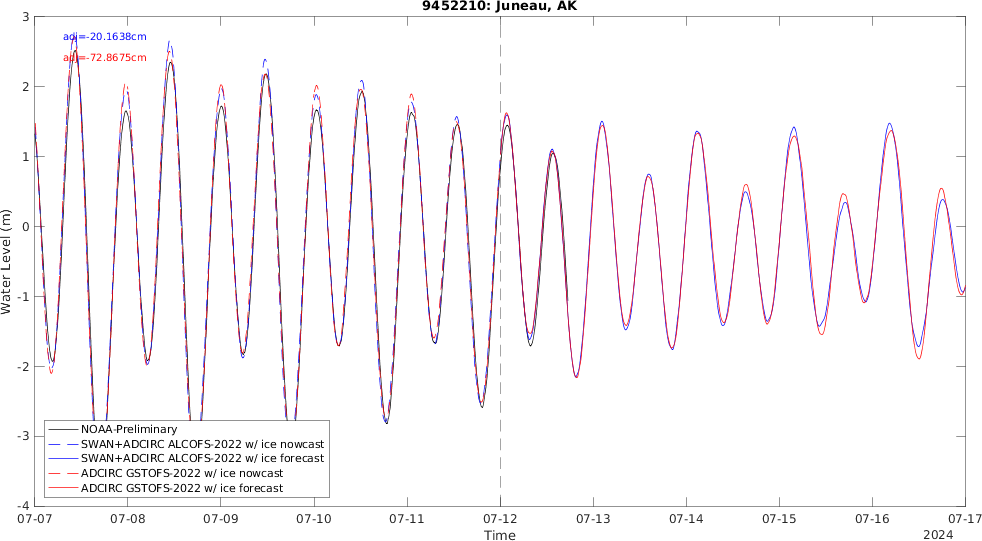 9452210: Juneau, AK
adj=-20.1638cm
adj=-72.8675cm
3
2
1
0
-1
-2
-3
-4
Water Level (m)
NOAA-Preliminary
SWAN+ADCIRC ALCOFS-2022 w/ ice nowcast
SWAN+ADCIRC ALCOFS-2022 w/ ice forecast
ADCIRC GSTOFS-2022 w/ ice nowcast
ADCIRC GSTOFS-2022 w/ ice forecast
07-07 07-08 07-09 07-10 07-11 07-12 07-13 07-14 07-15 07-16 07-17
Time
2024